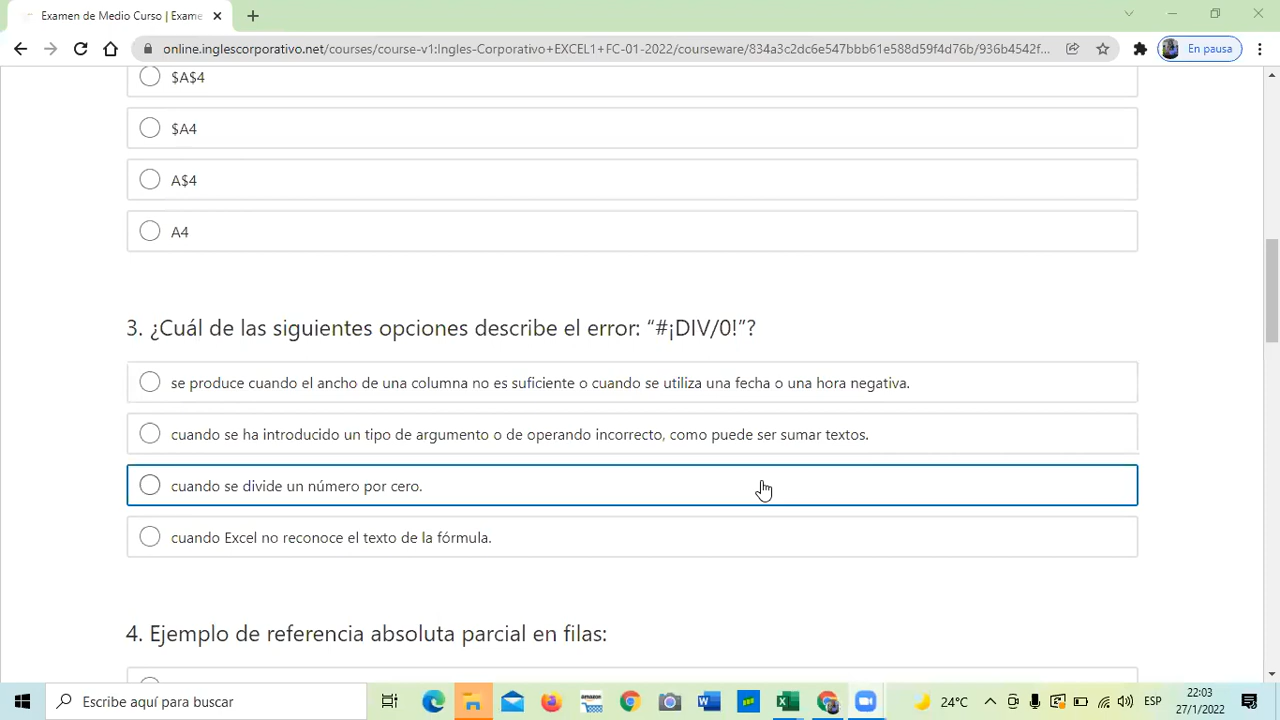 Examen de Medio Curso | Exame
online.inglescorporativo.net/courses/course-v1:Ingles-Corporativo+EXCEL1+FC-01-2022/courseware/334a3c2dc6e547bbb61e588d59f4d76b/936b4542f...
En pausa
$A$4
$A4
A$4
A4
3. ¿Cuál de las siguientes opciones describe el error: “#¡DIV/0!”?
se produce cuando el ancho de una columna no es suficiente o cuando se utiliza una fecha o una hora negativa.
cuando se ha introducido un tipo de argumento o de operando incorrecto, como puede ser sumar textos.
cuando se divide un número por cero.
cuando Excel no reconoce el texto de la fórmula.
4. Ejemplo de referencia absoluta parcial en filas:
Escribe aquí para buscar
amazon
24°C
ESP
22:03
27/1/2022